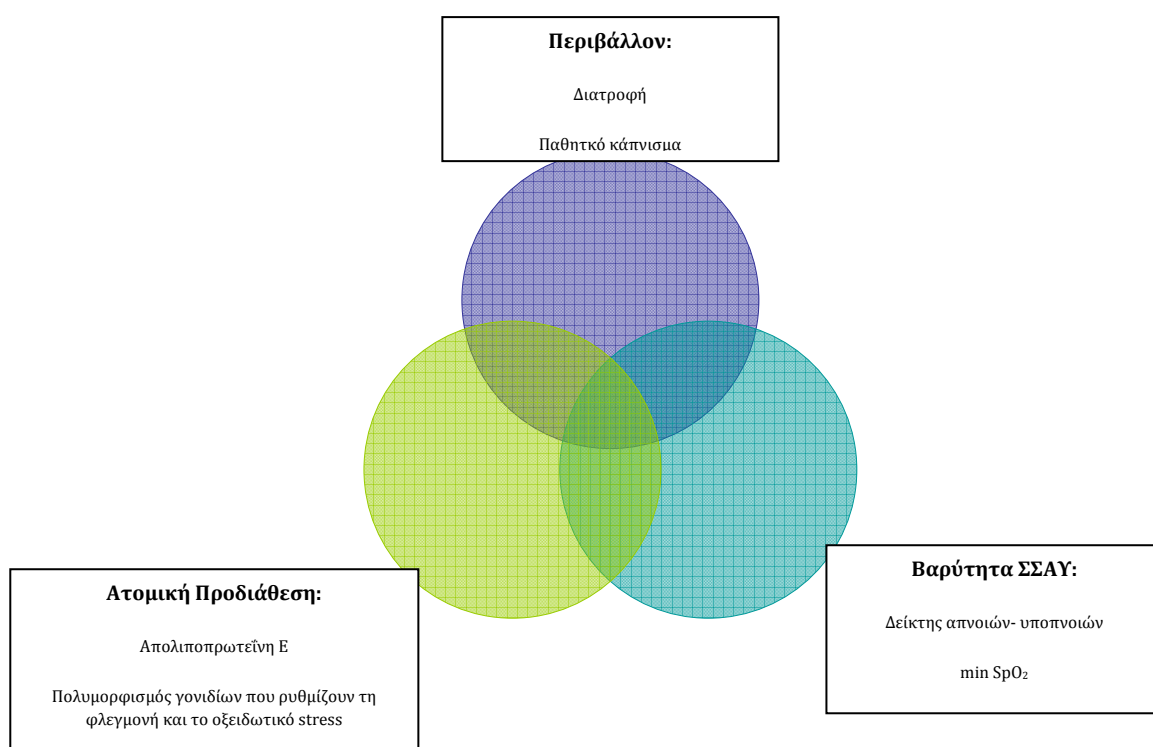 Περιβάλλον:
Διατροφή
Παθητκό κάπνισμα
Ατομική Προδιάθεση:
Απολιποπρωτεΐνη Ε
Πολυμορφισμός γονιδίων που ρυθμίζουν τη
φλεγμονή και το οξειδωτικό stress
Βαρύτητα ΣΣΑΥ:
Δείκτης απνοιών- υποπνοιών
min SpO₂